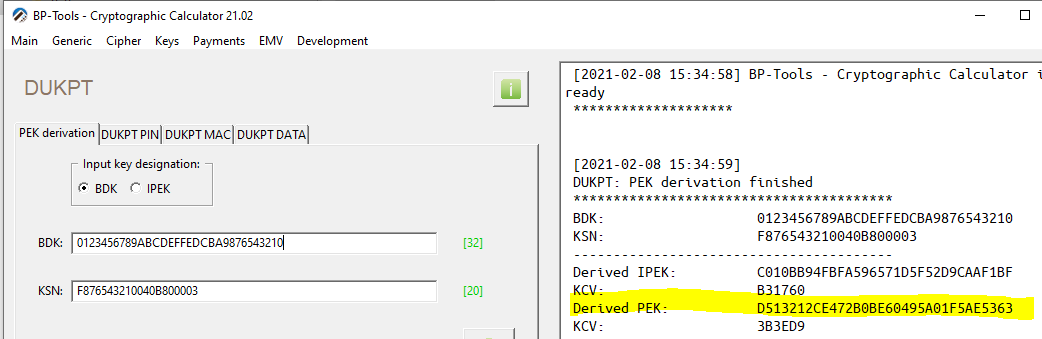 BP-Tools - Cryptographic Calculator 21.02
Main Generic Cipher Keys Payments EMV Development
DUKPT
i
PEK derivation DUKPT PIN DUKPT MAC DUKPT DATA
Input key designation:
BDK IPEK
BDK: 0123456789ABCDEFFEDCBA9876543210 [32]
KSN: F876543210040B800003 [20]
[2021-02-08 15:34:58] BP-Tools - Cryptographic Calculator i
ready
********************
[2021-02-08 15:34:59]
DUKPT: PEK derivation finished
****************************************
BDK: 0123456789ABCDEFFEDCBA9876543210
KSN: F876543210040B800003
----------------------------------------
Derived IPEK: C010BB94FBFA596571D5F52D9CAAF1BF
KCV: B31760
Derived PEK: D513212CE472B0BE60495A01F5AE5363
KCV: 3B3ED9